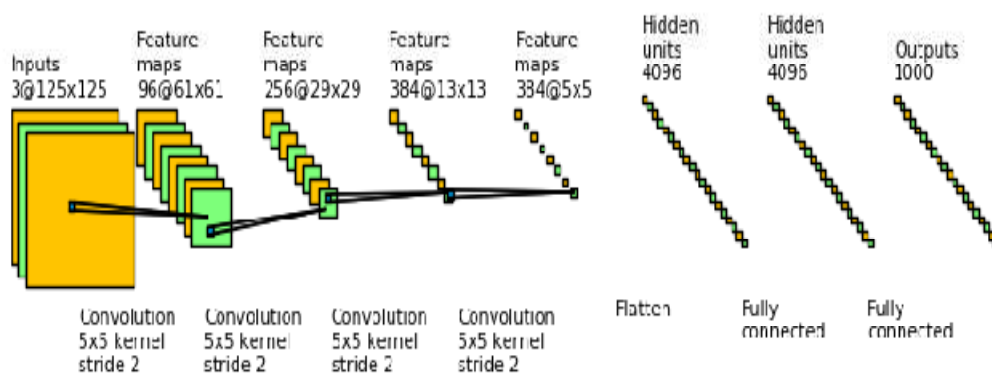 Inputs
3@125x125
Feature
maps
96@61x61
Feature
maps
256@29x29
Feature
maps
384@13x13
Feature
maps
384@5x5
Hidden
units
4096
Hidden
units
4096
Outputs
1000
Convolution
5x5 kernel
stride 2
Convolution
5x5 kernel
stride 2
Convolution
5x5 kernel
stride 2
Convolution
5x5 kernel
stride 2
Flatten
Fully
connected
Fully
connected